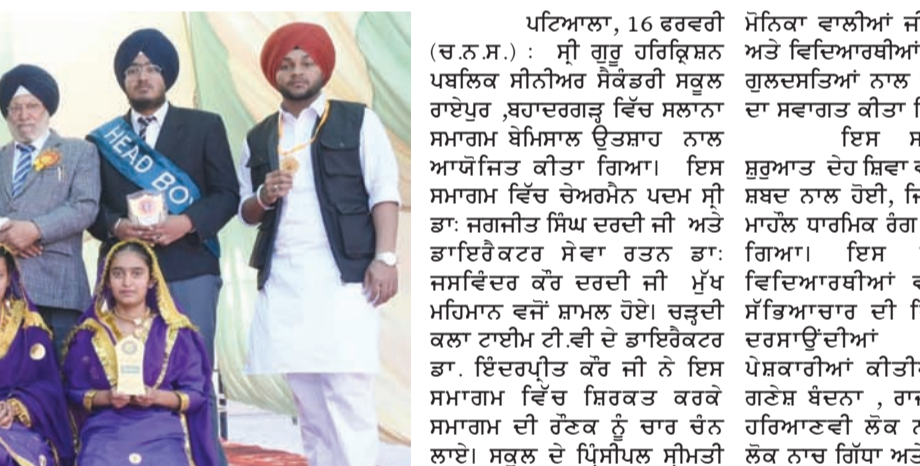 HEAD BO
ਪਟਿਆਲਾ, 16 ਫਰਵਰੀ
(ਚ.ਨ.ਸ.) : ਸ੍ਰੀ ਗੁਰੂ ਹਰਿਕ੍ਰਿਸ਼ਨ
ਪਬਲਿਕ ਸੀਨੀਅਰ ਸੈਕੰਡਰੀ ਸਕੂਲ
ਰਾਏਪੁਰ ,ਬਹਾਦਰਗੜ੍ਹ ਵਿੱਚ ਸਲਾਨਾ
ਸਮਾਗਮ ਬੇਮਿਸਾਲ ਉਤਸ਼ਾਹ ਨਾਲ
ਆਯੋਜਿਤ ਕੀਤਾ ਗਿਆ। ਇਸ
ਸਮਾਗਮ ਵਿੱਚ ਚੇਅਰਮੈਨ ਪਦਮ ਸ੍ਰੀ
ਡਾ: ਜਗਜੀਤ ਸਿੰਘ ਦਰਦੀ ਜੀ ਅਤੇ
ਡਾਇਰੈਕਟਰ ਸੇਵਾ ਰਤਨ ਡਾ:
ਜਸਵਿੰਦਰ ਕੌਰ ਦਰਦੀ ਜੀ ਮੁੱਖ
ਮਹਿਮਾਨ ਵਜੋਂ ਸ਼ਾਮਲ ਹੋਏ। ਚੜ੍ਹਦੀ
ਕਲਾ ਟਾਈਮ ਟੀ.ਵੀ ਦੇ ਡਾਇਰੈਕਟਰ
ਡਾ. ਇੰਦਰਪ੍ਰੀਤ ਕੌਰ ਜੀ ਨੇ ਇਸ
ਸਮਾਗਮ ਵਿੱਚ ਸ਼ਿਰਕਤ ਕਰਕੇ
ਸਮਾਗਮ ਦੀ ਰੌਣਕ ਨੂੰ ਚਾਰ ਚੰਨ
ਲਾਏ। ਸਕੂਲ ਦੇ ਪ੍ਰਿੰਸੀਪਲ ਸ੍ਰੀਮਤੀ
ਮੋਨਿਕਾ ਵਾਲੀਆਂ ਜੀ
ਅਤੇ ਵਿਦਿਆਰਥੀਆਂ
ਗੁਲਦਸਤਿਆਂ ਨਾਲ
ਦਾ ਸਵਾਗਤ ਕੀਤਾ
ਇਸ
ਸ਼ੁਰੂਆਤ ਦੇਹ ਸ਼ਿਵਾ
ਸ਼ਬਦ ਨਾਲ ਹੋਈ,
ਮਾਹੌਲ ਧਾਰਮਿਕ ਰੰਗ
ਗਿਆ। ਇਸ
ਵਿਦਿਆਰਥੀਆਂ
ਸੱਭਿਆਚਾਰ ਦੀ
ਦਰਸਾਉਂਦੀਆਂ
ਪੇਸ਼ਕਾਰੀਆਂ
ਗਣੇਸ਼ ਬੰਦਨਾ ,
ਹਰਿਆਣਵੀ ਲੋਕ
ਲੋਕ ਨਾਚ ਗਿੱਧਾ